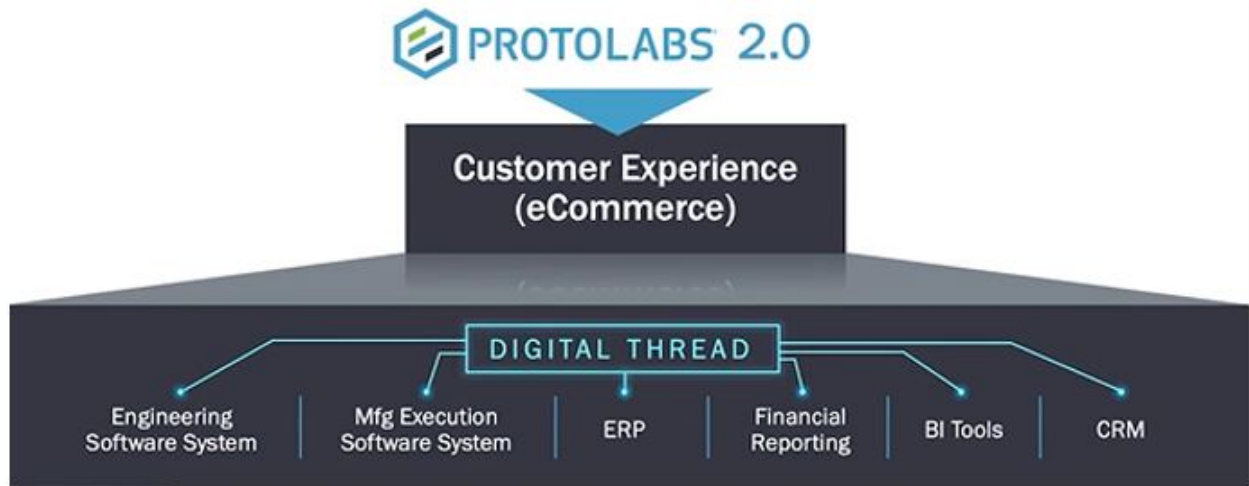 PROTOLABS 2.0
Customer Experience
(eCommerce)
DIGITAL THREAD
Engineering
Software System
Mfg Execution
Software System
ERP
Financial
Reporting
BI Tools
CRM